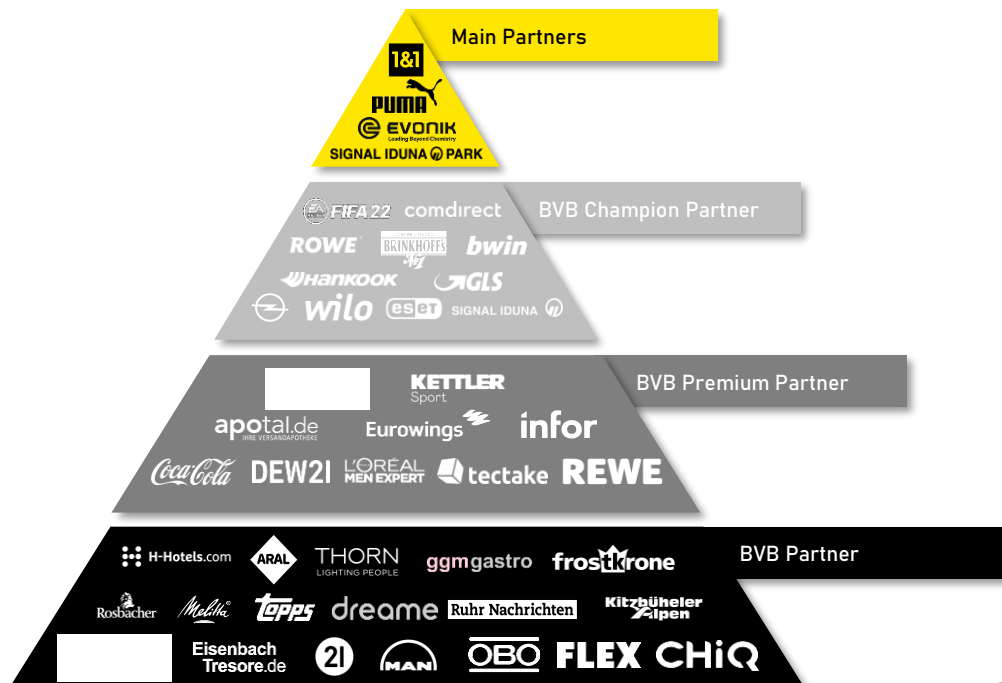 Main Partners
1&1
PUMA
EVONIK
Leading Beyond Chemistry
SIGNAL IDUNA PARK
BVB Champion Partner
EA SPORTS FIFA 22 comdirect
ROWE BRINKHOFF'S No1 bwin
HANKOOK GLS
wilo eseT SIGNAL IDUNA
BVB Premium Partner
KETTLER
Sport
apotal.de
IHRE VERSANDAPOTHEKE
Eurowings infor
Coca-Cola DEW21 L'ORÉAL MEN EXPERT tectake REWE
BVB Partner
H-Hotels.com ARAL THORN
LIGHTING PEOPLE
ggmgastro frostkrone
Rosbacher Melitta TOPPS dreame Ruhr Nachrichten Kitzbüheler Alpen
Eisenbach
Tresore.de
21 MAN OBO FLEX CHiQ